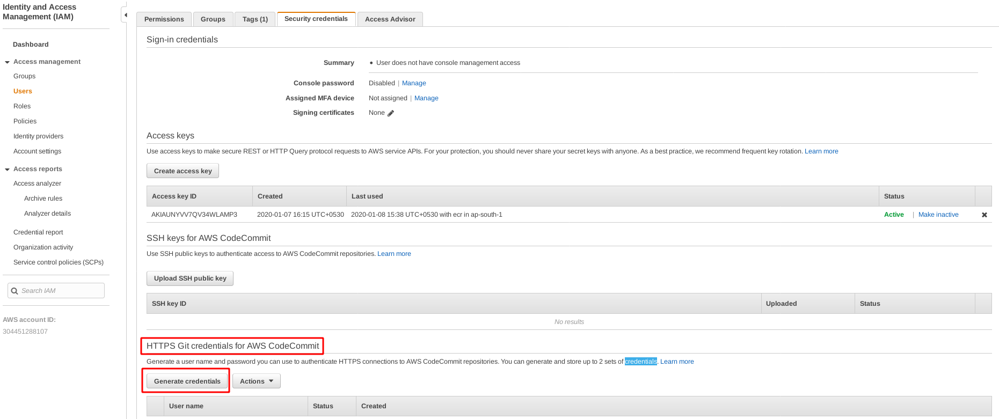 Identity and Access
Management (IAM)
Dashboard
Access management
Groups
Users
Roles
Policies
Identity providers
Account settings
Access reports
Access analyzer
Archive rules
Analyzer details
Credential report
Organization activity
Service control policies (SCPs)
Search IAM
AWS account ID:
304451288107
Permissions Groups Tags (1) Security credentials Access Advisor
Sign-in credentials
Summary • User does not have console management access
Console password Disabled | Manage
Assigned MFA device Not assigned | Manage
Signing certificates None
Access keys
Use access keys to make secure REST or HTTP Query protocol requests to AWS service APIs. For your protection, you should never share your secret keys with anyone. As a best practice, we recommend frequent key rotation. Learn more
Create access key
Access key ID Created Last used Status
AKIAUNYVV7QV34WLAMP3 2020-01-07 16:15 UTC+0530 2020-01-08 15:38 UTC+0530 with ecr in ap-south-1 Active | Make inactive
SSH keys for AWS CodeCommit
Use SSH public keys to authenticate access to AWS CodeCommit repositories. Learn more
Upload SSH public key
SSH key ID Uploaded Status
No results
HTTPS Git credentials for AWS CodeCommit
Generate a user name and password you can use to authenticate HTTPS connections to AWS CodeCommit repositories. You can generate and store up to 2 sets of credentials. Learn more
Generate credentials Actions
User name Status Created